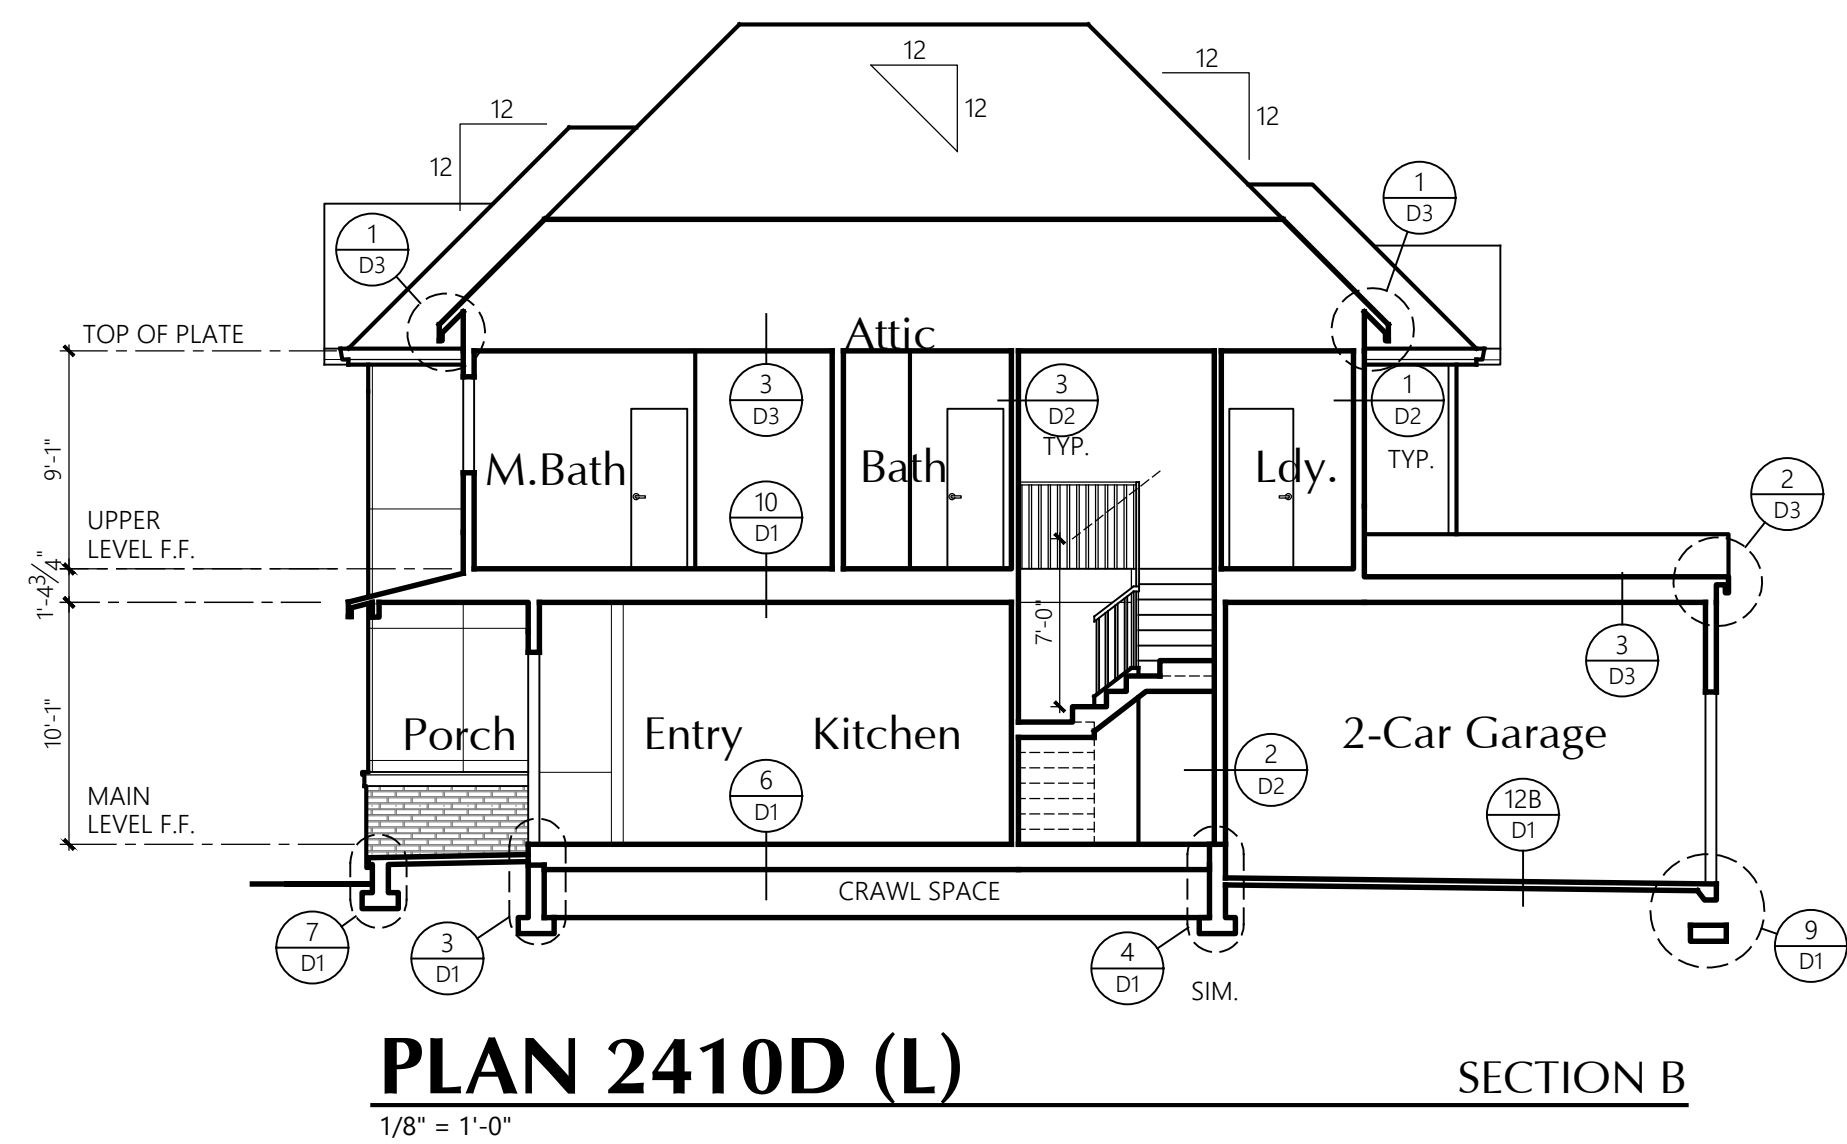 12
12
12
12
12
12
1
D3
1
D3
TOP OF PLATE
Attic
3
D3
3
D2
TYP.
1
D2
TYP.
9'-1"
M.Bath
Bath
Ldy.
10
D1
2
D3
UPPER
LEVEL F.F.
1'-4 3/4"
7'-0"
3
D3
10'-1"
Porch
Entry
Kitchen
2-Car Garage
2
D2
6
D1
12B
D1
MAIN
LEVEL F.F.
CRAWL SPACE
7
D1
3
D1
4
D1
SIM.
9
D1
PLAN 2410D (L)
SECTION B
1/8" = 1'-0"